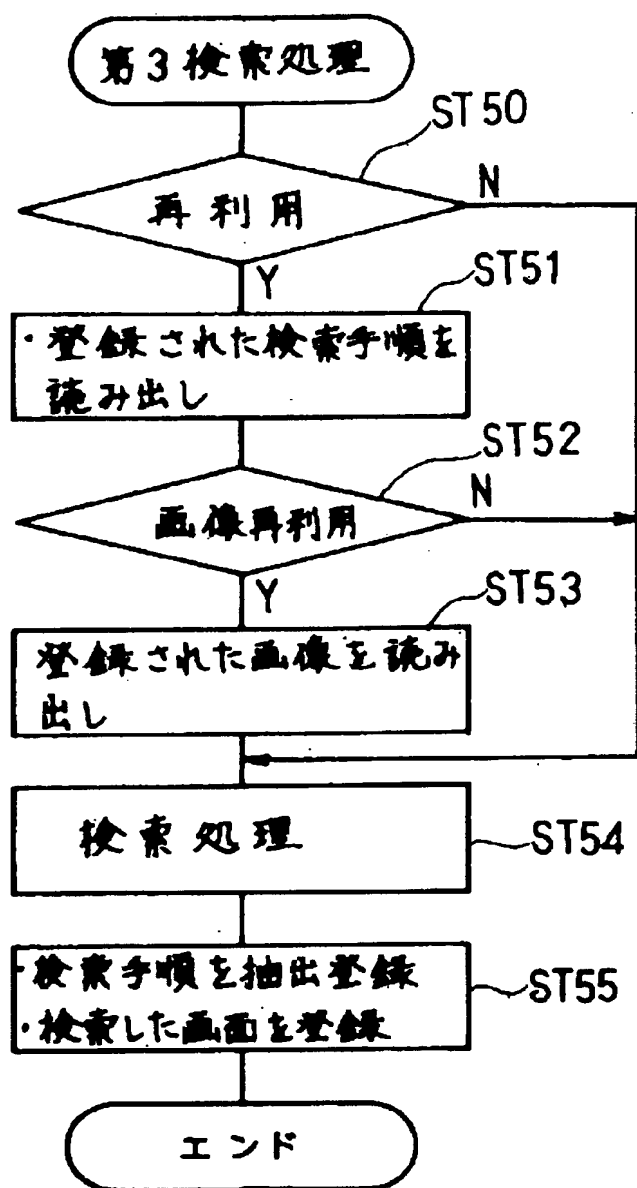 第3検索処理
ST50
再利用
N
Y
ST51
・登録された検索手順を
読み出し
ST52
画像再利用
N
Y
ST53
登録された画像を読み
出し
検索処理
ST54
・検索手順を抽出登録
・検索した画面を登録
ST55
エンド